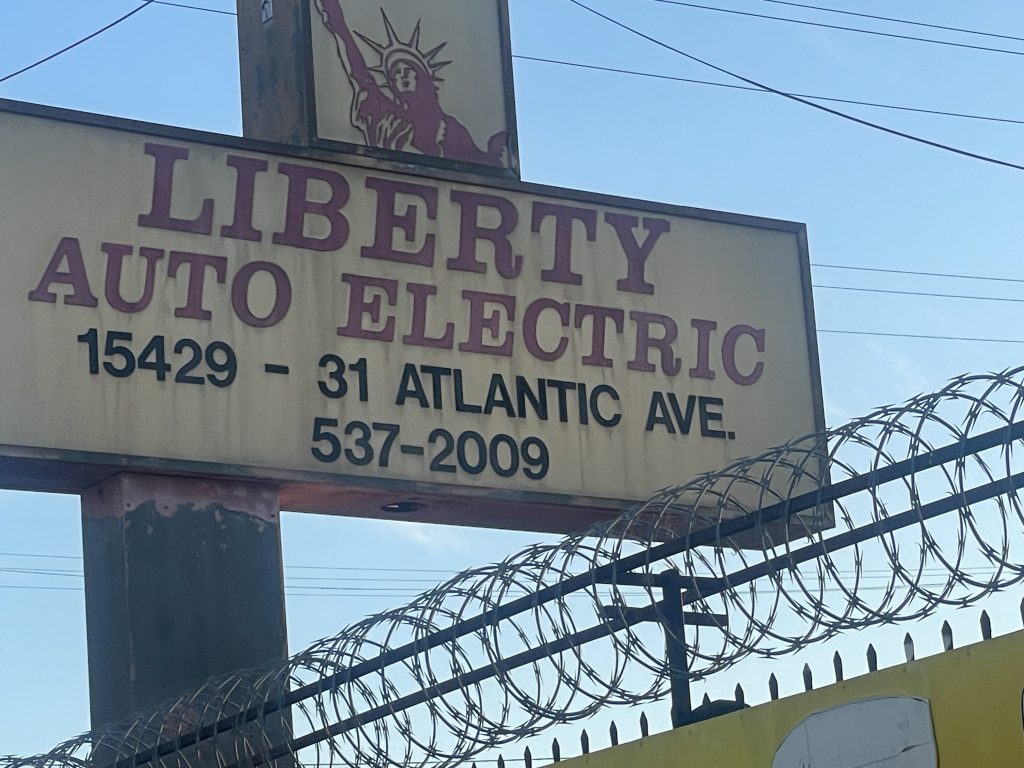 LIBERTY
AUTO ELECTRIC
15429 - 31 ATLANTIC AVE.
537-2009